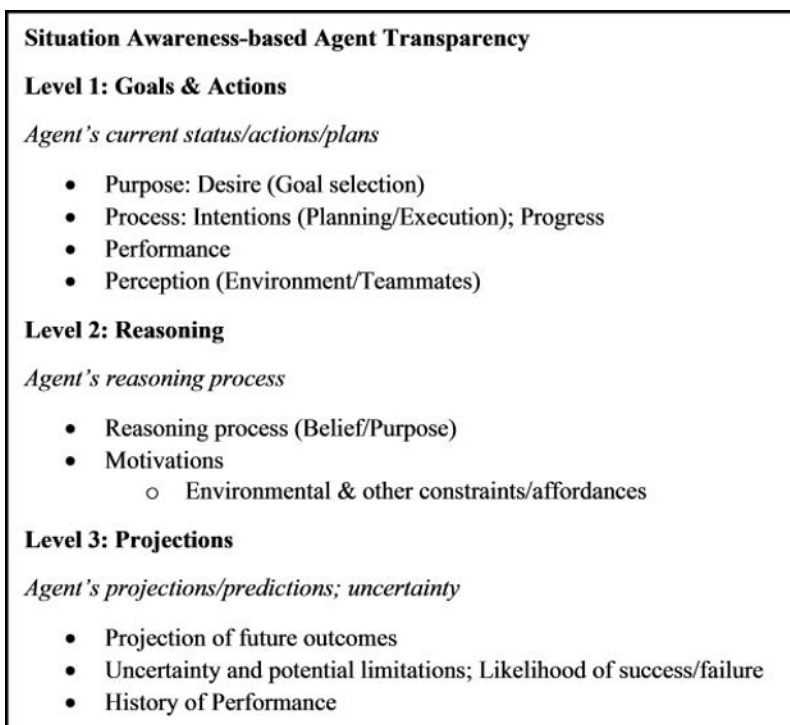 Situation Awareness-based Agent Transparency
Level 1: Goals & Actions
Agent's current status/actions/plans
• Purpose: Desire (Goal selection)
• Process: Intentions (Planning/Execution); Progress
• Performance
• Perception (Environment/Teammates)
Level 2: Reasoning
Agent's reasoning process
• Reasoning process (Belief/Purpose)
• Motivations
o Environmental & other constraints/affordances
Level 3: Projections
Agent's projections/predictions; uncertainty
• Projection of future outcomes
• Uncertainty and potential limitations; Likelihood of success/failure
• History of Performance